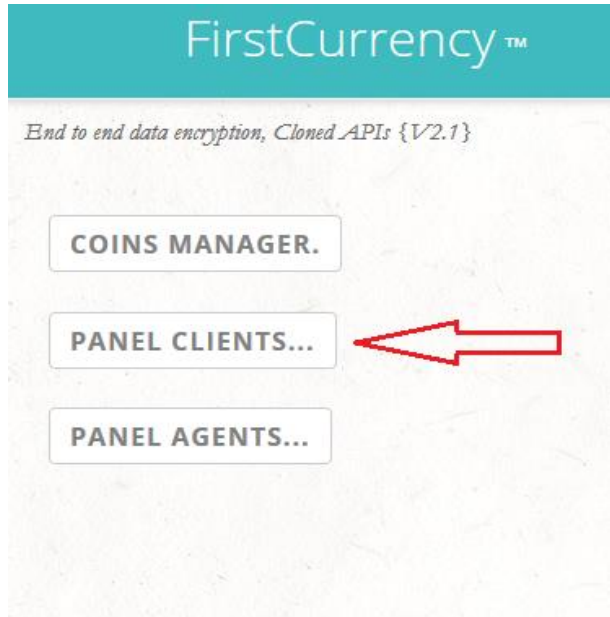 FirstCurrency ™
End to end data encryption, Cloned APIs {V2.1}
COINS MANAGER.
PANEL CLIENTS...
PANEL AGENTS...